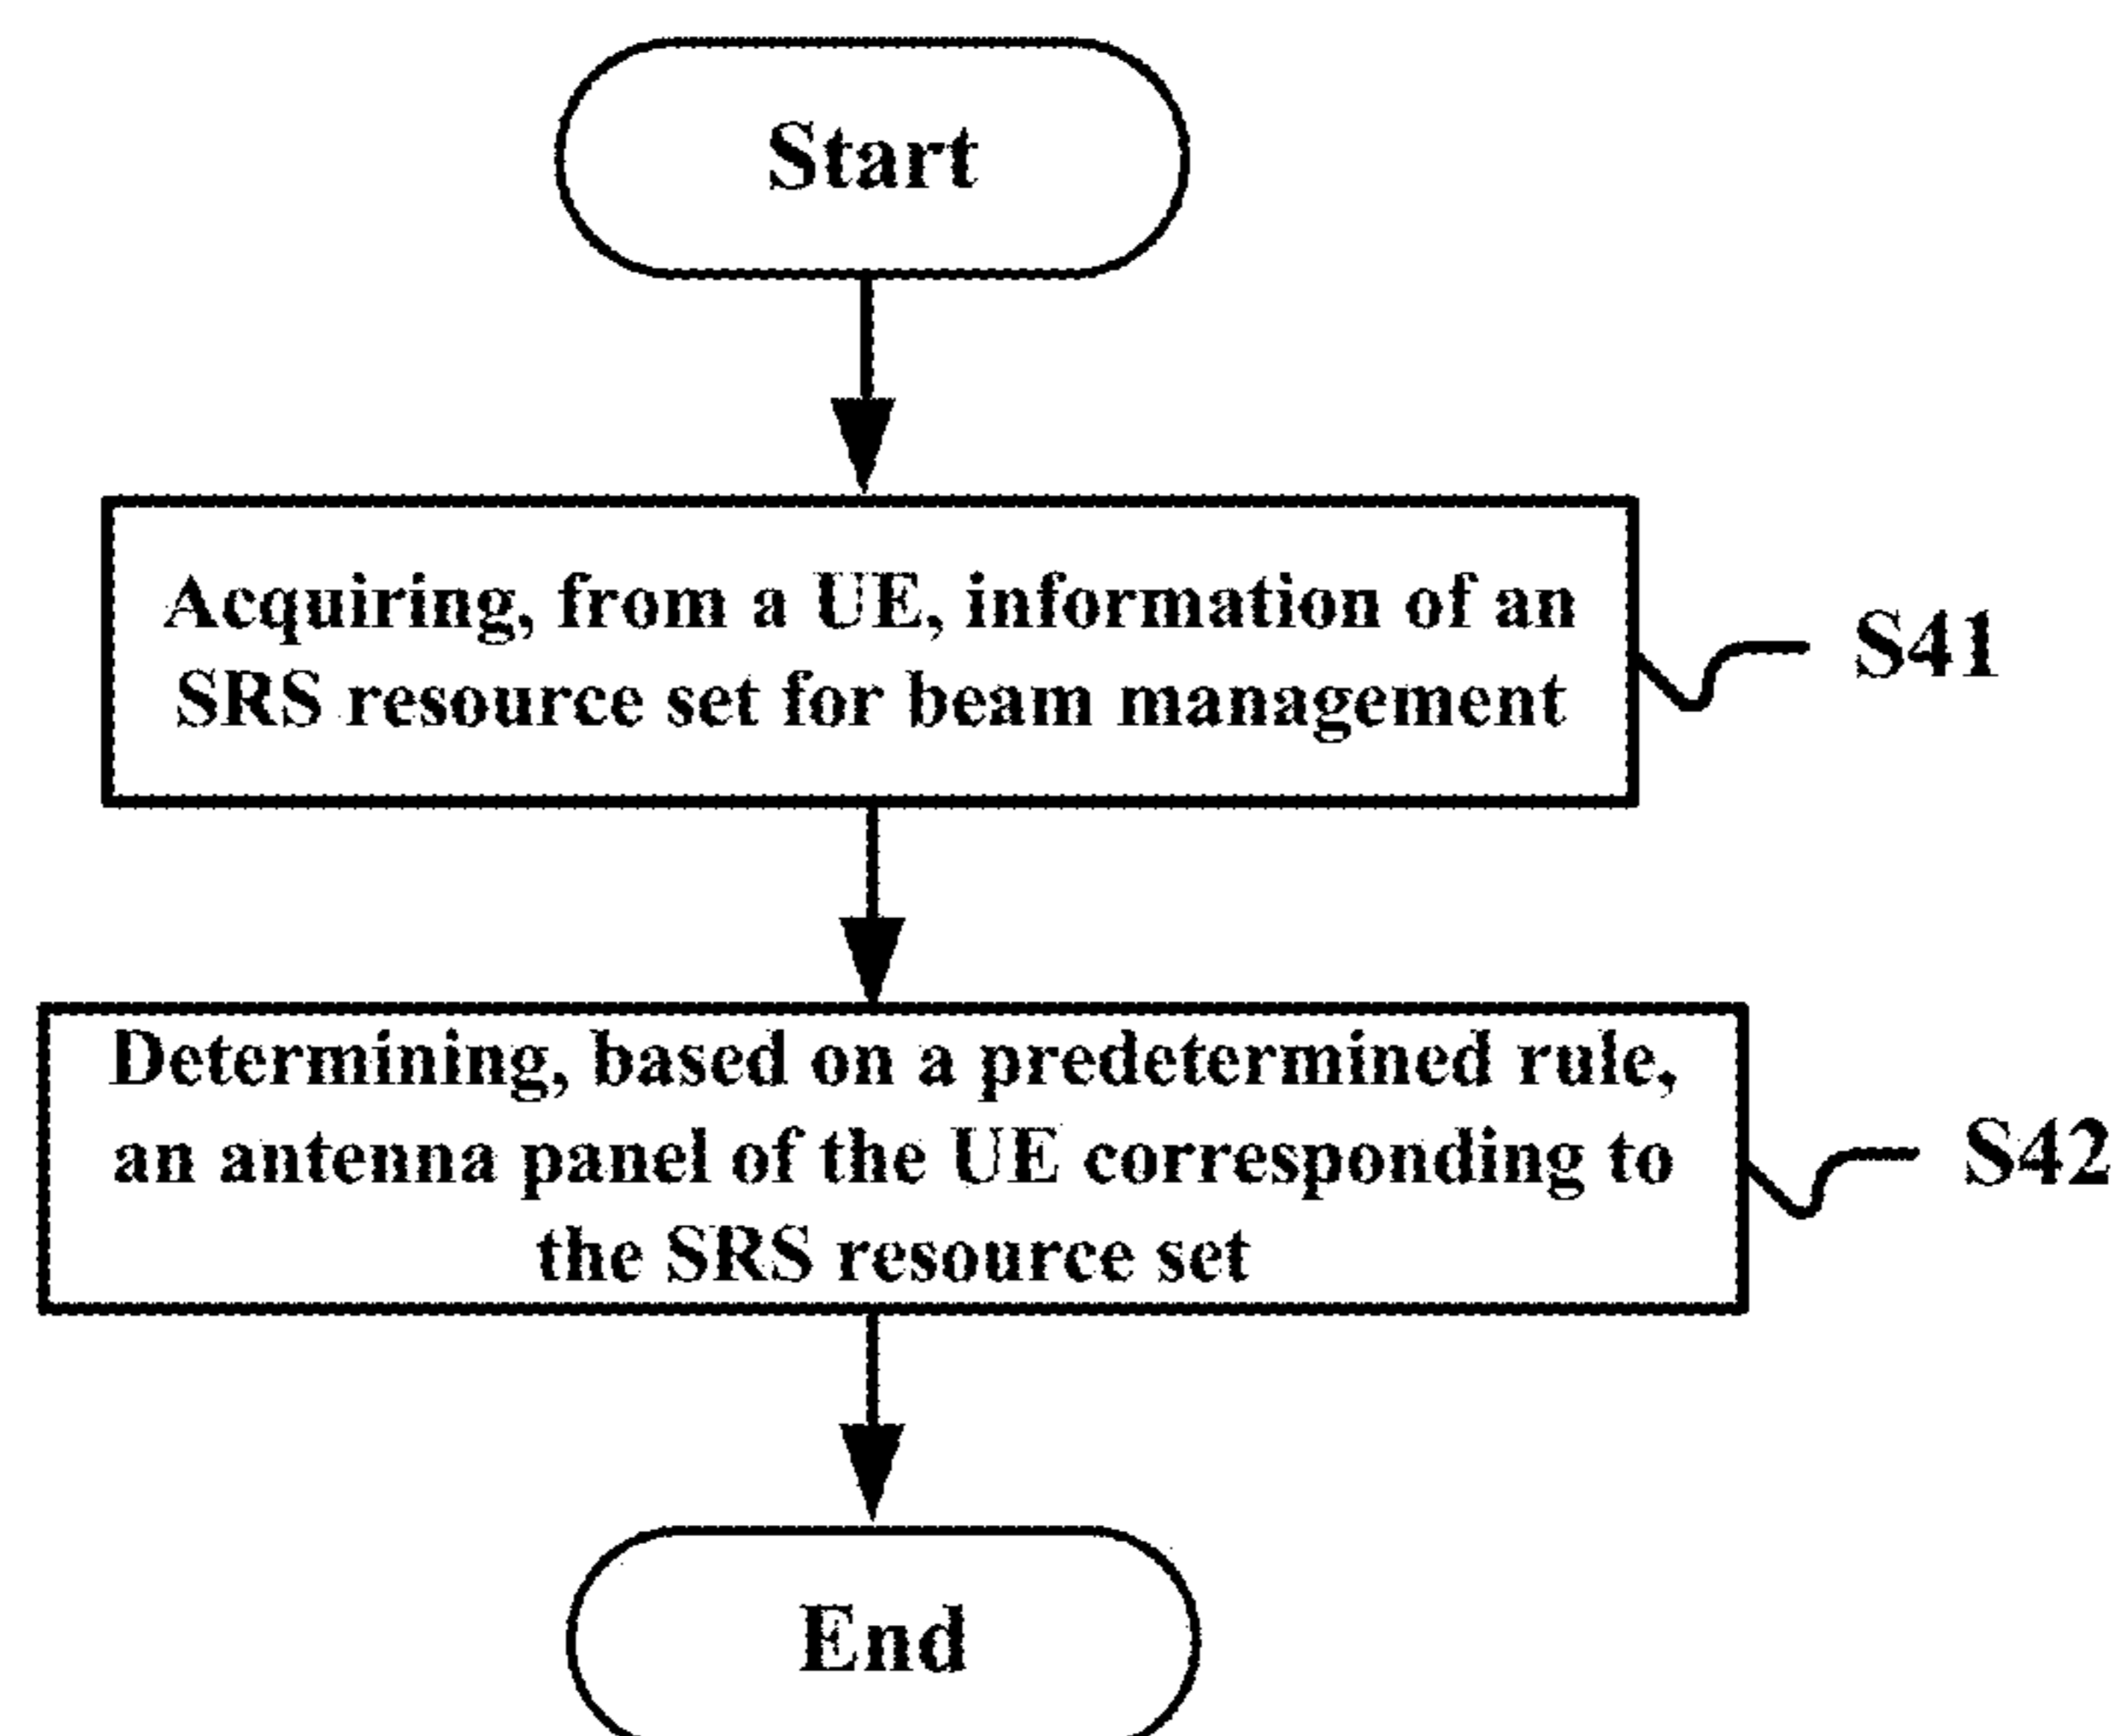 Start
Acquiring, from a UE, information of an
SRS resource set for beam management
S41
Determining, based on a predetermined rule,
an antenna panel of the UE corresponding to
the SRS resource set
S42
End